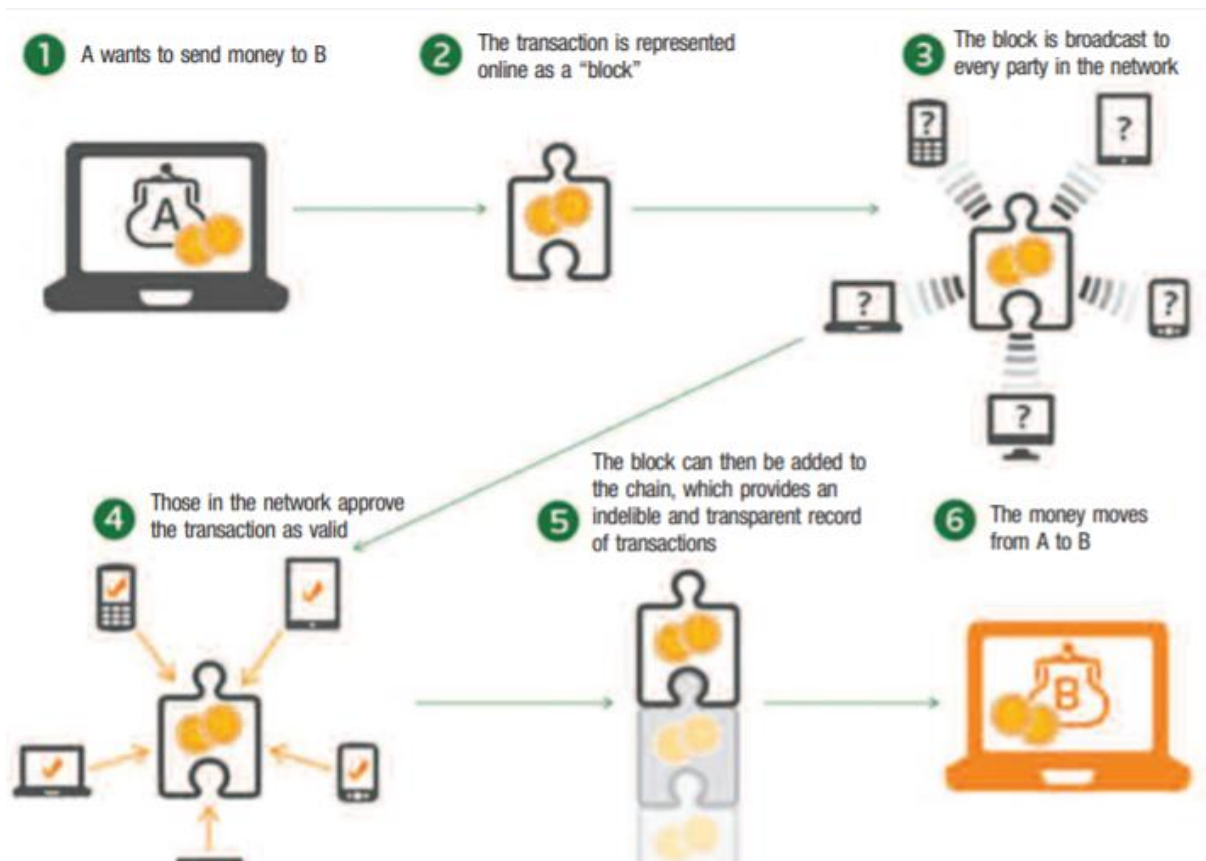 1 A wants to send money to B
2 The transaction is represented
online as a “block”
3 The block is broadcast to
every party in the network
A
?
?
?
?
?
4 Those in the network approve
the transaction as valid
5 The block can then be added to
the chain, which provides an
indelible and transparent record
of transactions
6 The money moves
from A to B
B